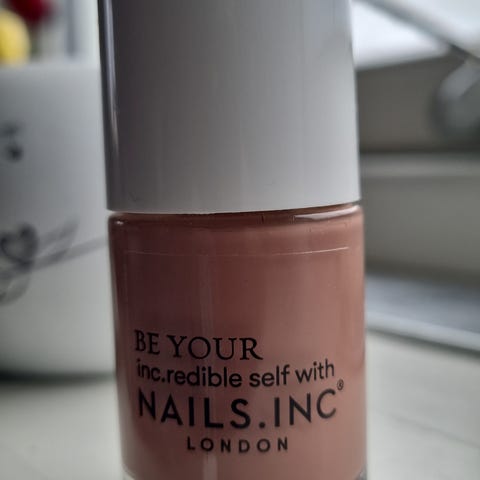 BE YOUR
inc.redible self with
NAILS.INC®
LONDON